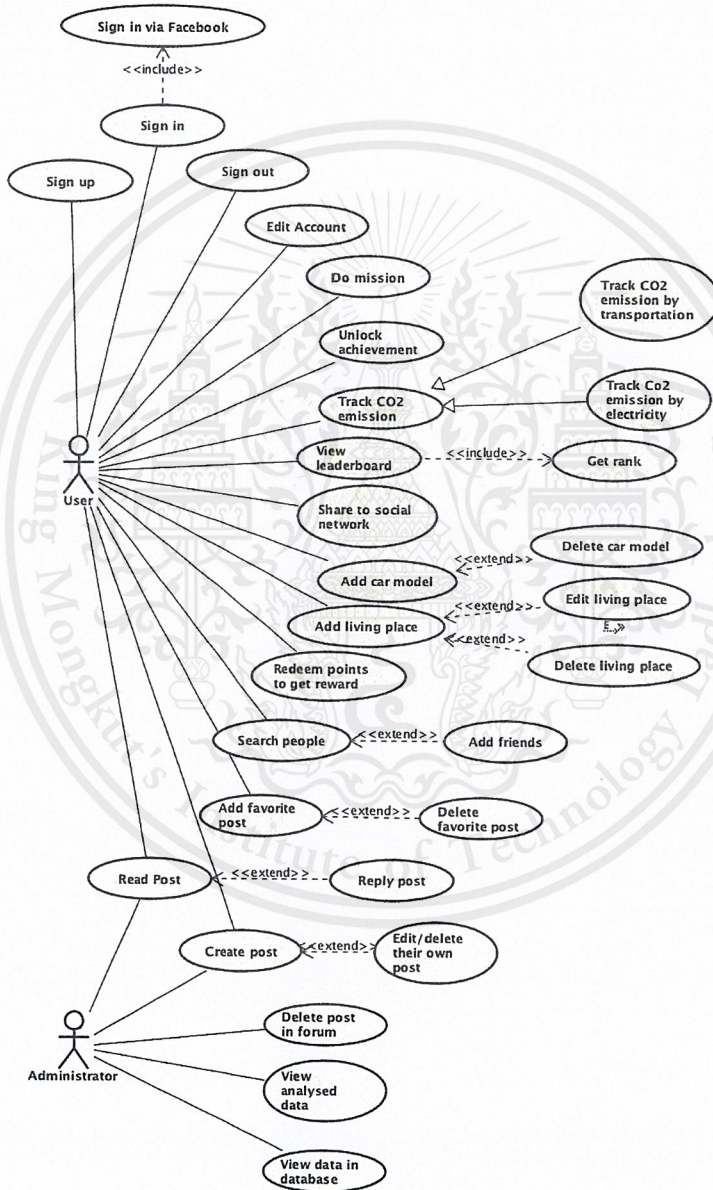 Sign in via Facebook
<<include>>
Sign in
Sign up
Sign out
Edit Account
Do mission
Track CO2
emission by
transportation
Unlock
achievement
Track CO2
emission
Track Co2
emission by
electricity
View
leaderboard
<<include>>
Get rank
User
Share to social
network
Add car model
<<extend>>
Delete car model
Add living place
<<extend>>
Edit living place
<<extend>>
Delete living place
Redeem points
to get reward
Search people
<<extend>>
Add friends
Add favorite
post
<<extend>>
Delete
favorite post
Read Post
<<extend>>
Reply post
Create post
<<extend>>
Edit/delete
their own
post
Administrator
Delete post
in forum
View
analysed
data
View data in
database
King Mongkut's Institute of Technology